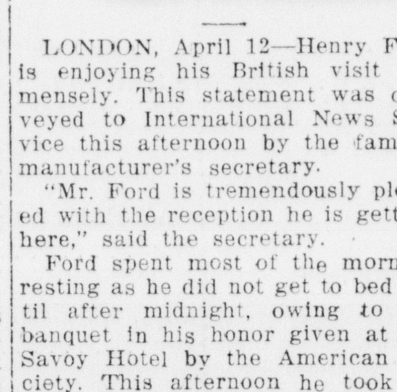 LONDON, April 12—Henry F
is enjoying his British visit
mensely. This statement was c
veyed to International News S
vice this afternoon by the fam
manufacturer's secretary.
"Mr. Ford is tremendously ple
ed with the reception he is gett
here," said the secretary.
Ford spent most of the morn
resting as he did not get to bed
til after midnight, owing to
banquet in his honor given at
Savoy Hotel by the American
ciety. This afternoon he took